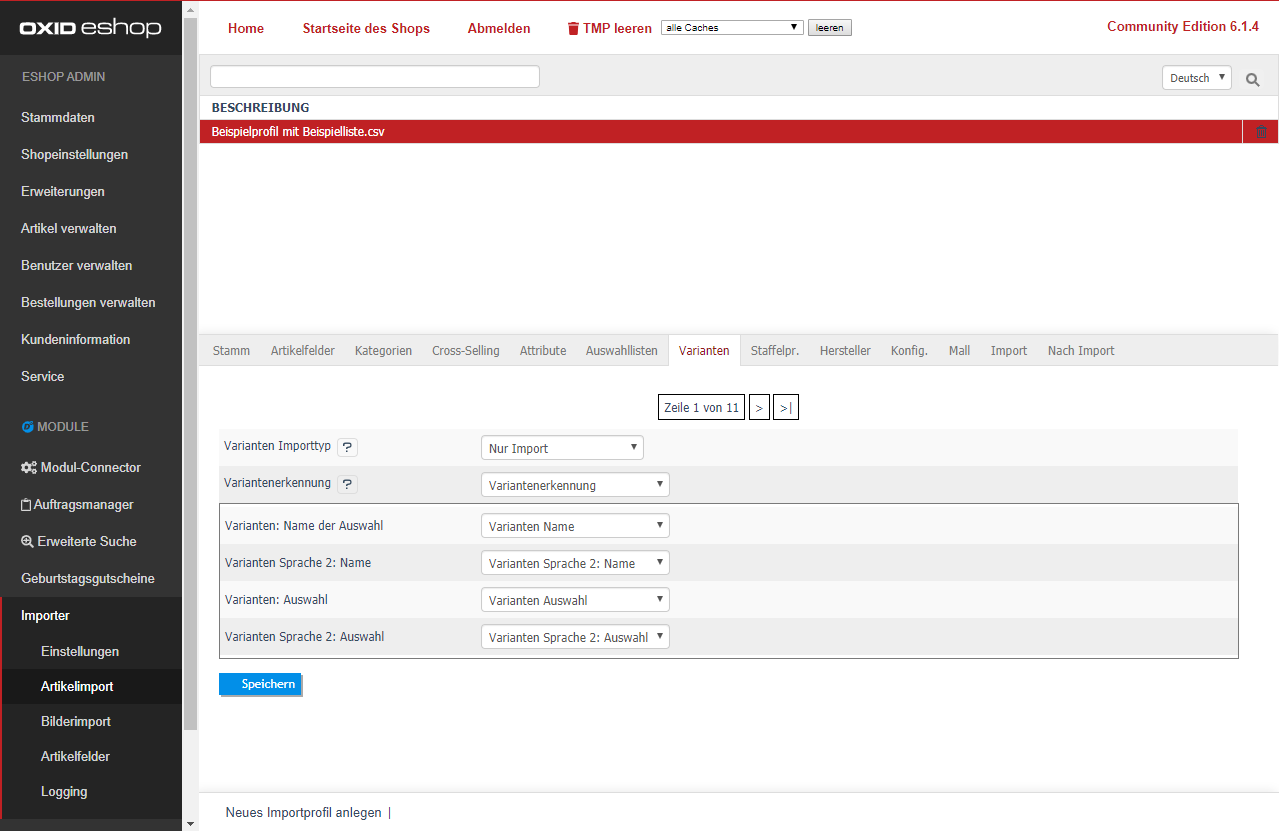 OXID eshop
Home Startseite des Shops Abmelden TMP leeren alle Caches leeren Community Edition 6.1.4
ESHOP ADMIN
Stammdaten
Shopeinstellungen
Erweiterungen
Artikel verwalten
Benutzer verwalten
Bestellungen verwalten
Kundeninformation
Service
MODULE
Modul-Connector
Auftragsmanager
Erweiterte Suche
Geburtstagsgutscheine
Importer
Einstellungen
Artikelimport
Bilderimport
Artikelfelder
Logging
Deutsch
BESCHREIBUNG
Beispielprofil mit Beispielliste.csv
Stamm Artikelfelder Kategorien Cross-Selling Attribute Auswahllisten Varianten Staffelpr. Hersteller Konfig. Mall Import Nach Import
Zeile 1 von 11 > >|
Varianten Importtyp ? Nur Import
Variantenerkennung ? Variantenerkennung
Varianten: Name der Auswahl Varianten Name
Varianten Sprache 2: Name Varianten Sprache 2: Name
Varianten: Auswahl Varianten Auswahl
Varianten Sprache 2: Auswahl Varianten Sprache 2: Auswahl
Speichern
Neues Importprofil anlegen |